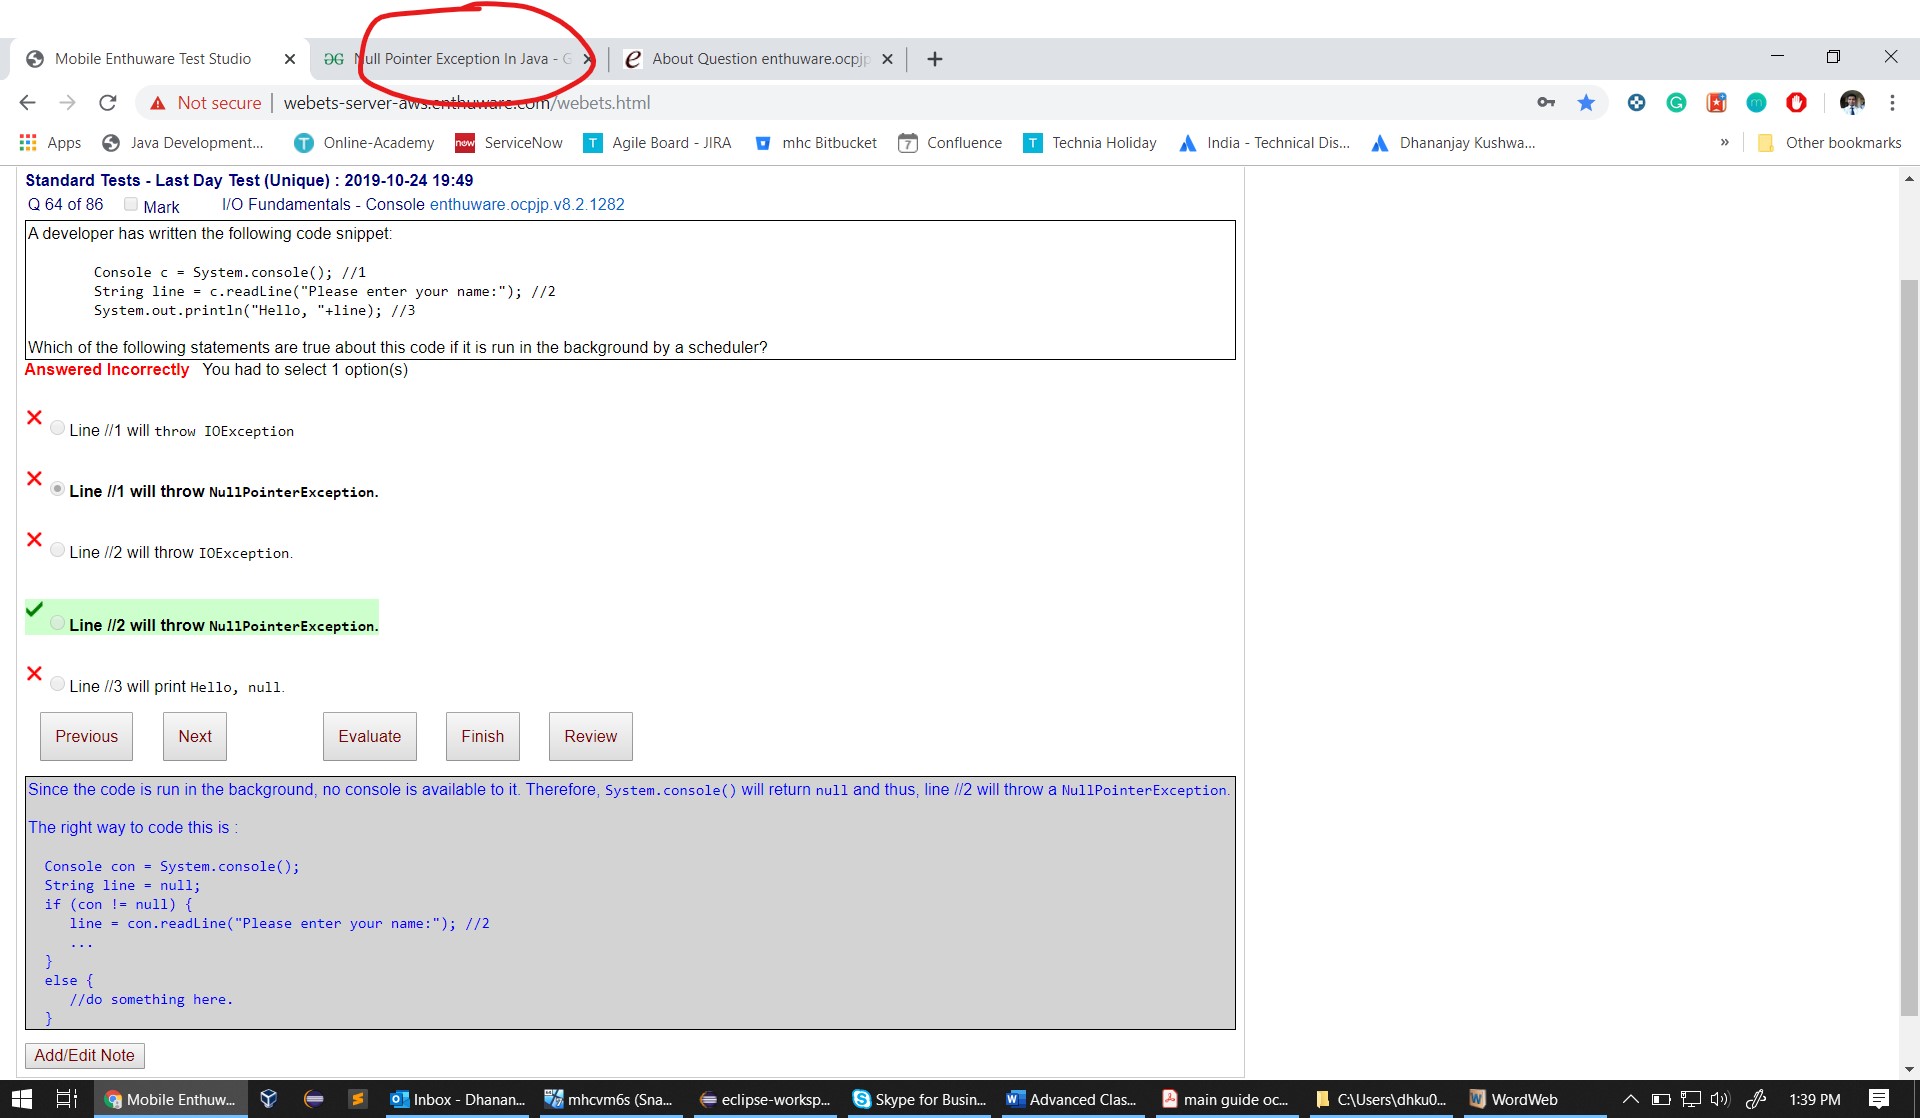 Mobile Enthuware Test Studio
Null Pointer Exception In Java - G
About Question enthuware.ocpjp
Not secure | webets-server-aws.enthuware.com/webets.html
Apps Java Development... Online-Academy ServiceNow Agile Board - JIRA mhc Bitbucket Confluence Technia Holiday India - Technical Dis... Dhananjay Kushwa... » Other bookmarks
Standard Tests - Last Day Test (Unique) : 2019-10-24 19:49
Q 64 of 86 Mark I/O Fundamentals - Console enthuware.ocpjp.v8.2.1282
A developer has written the following code snippet:
Console c = System.console(); //1
String line = c.readLine("Please enter your name:"); //2
System.out.println("Hello, "+line); //3
Which of the following statements are true about this code if it is run in the background by a scheduler?
Answered Incorrectly You had to select 1 option(s)
Line //1 will throw IOException
Line //1 will throw NullPointerException.
Line //2 will throw IOException.
Line //2 will throw NullPointerException.
Line //3 will print Hello, null.
Previous Next Evaluate Finish Review
Since the code is run in the background, no console is available to it. Therefore, System.console() will return null and thus, line //2 will throw a NullPointerException.
The right way to code this is :
Console con = System.console();
String line = null;
if (con != null) {
line = con.readLine("Please enter your name:"); //2
...
}
else {
//do something here.
}
Add/Edit Note
Mobile Enthuw... Inbox - Dhanan... mhcvm6s (Sna... eclipse-worksp... Skype for Busin... Advanced Clas... main guide oc... C:\Users\dhku0... WordWeb 1:39 PM